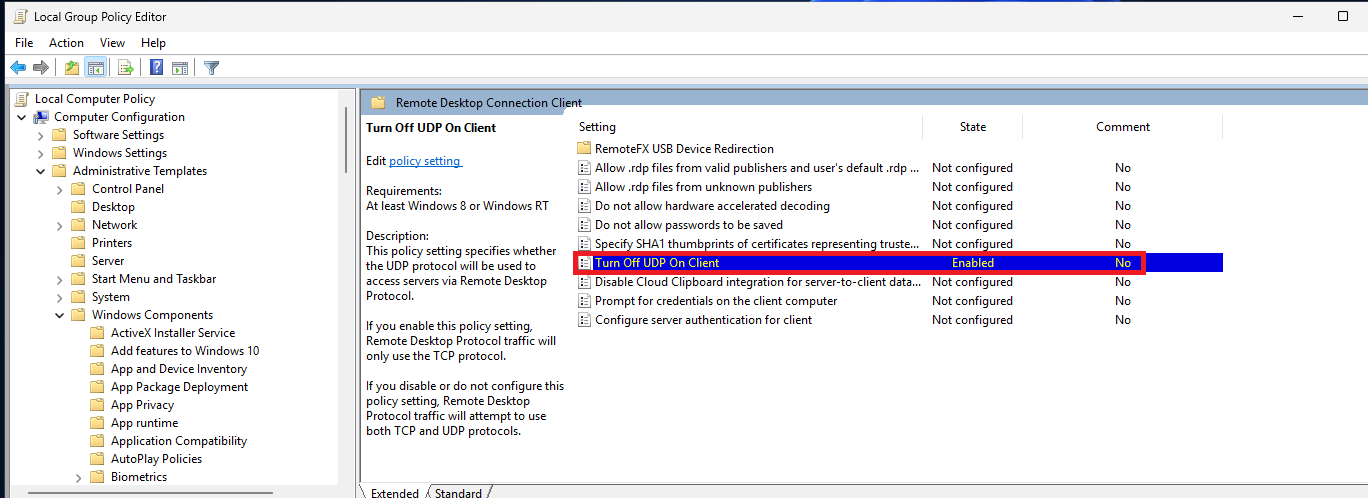 Local Group Policy Editor
File Action View Help
Local Computer Policy
Computer Configuration
Software Settings
Windows Settings
Administrative Templates
Control Panel
Desktop
Network
Printers
Server
Start Menu and Taskbar
System
Windows Components
ActiveX Installer Service
Add features to Windows 10
App and Device Inventory
App Package Deployment
App Privacy
App runtime
Application Compatibility
AutoPlay Policies
Biometrics
Remote Desktop Connection Client
Turn Off UDP On Client
Edit policy setting
Requirements:
At least Windows 8 or Windows RT
Description:
This policy setting specifies whether
the UDP protocol will be used to
access servers via Remote Desktop
Protocol.
If you enable this policy setting,
Remote Desktop Protocol traffic will
only use the TCP protocol.
If you disable or do not configure this
policy setting, Remote Desktop
Protocol traffic will attempt to use
both TCP and UDP protocols.
Setting State Comment
RemoteFX USB Device Redirection
Allow .rdp files from valid publishers and user's default .rdp ... Not configured No
Allow .rdp files from unknown publishers Not configured No
Do not allow hardware accelerated decoding Not configured No
Do not allow passwords to be saved Not configured No
Specify SHA1 thumbprints of certificates representing truste... Not configured No
Turn Off UDP On Client Enabled No
Disable Cloud Clipboard integration for server-to-client data... Not configured No
Prompt for credentials on the client computer Not configured No
Configure server authentication for client Not configured No
Extended Standard